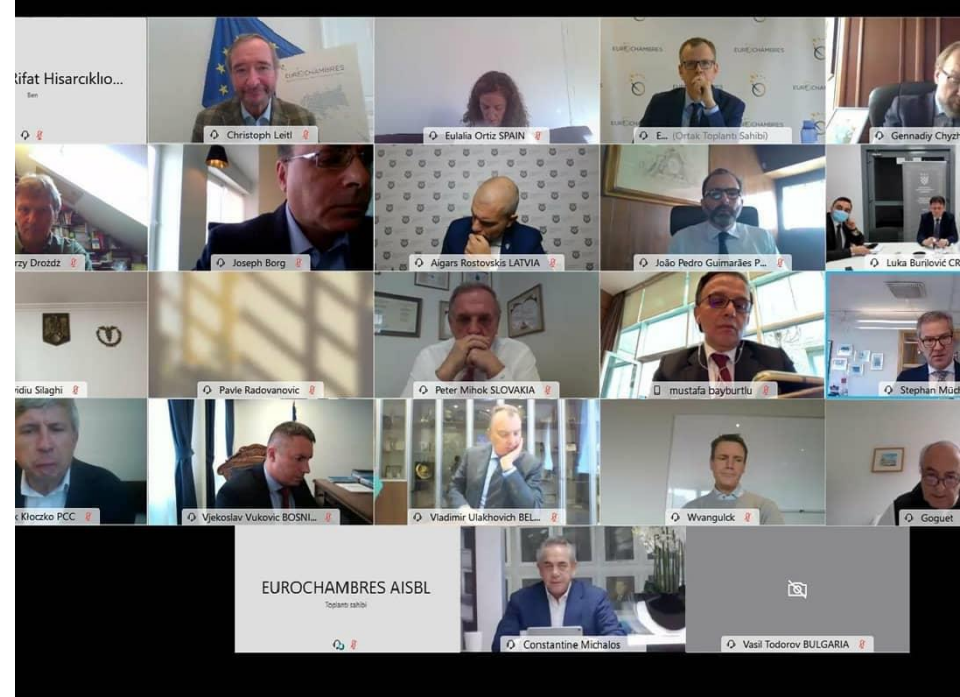 Rifat Hisarcıklıo...
Ben
EUROCHAMBRES
Christoph Leitl
Eulalia Ortiz SPAIN
EUROCHAMBRES
EUROCHAMBRES
E... (Ortak Toplantı Sahibi)
Gennadiy Chyzh
rzy Drożdż
Joseph Borg
Aigars Rostovskis LATVIA
João Pedro Guimarães P...
Luka Burilović CR
vidiu Silaghi
Pavle Radovanovic
Peter Mihok SLOVAKIA
mustafa bayburtlu
Stephan Müch
k Kłoczko PCC
Vjekoslav Vukovic BOSNI...
Vladimir Ulakhovich BEL...
Wvangulck
Goguet
EUROCHAMBRES AISBL
Toplantı sahibi
Constantine Michalos
Vasil Todorov BULGARIA